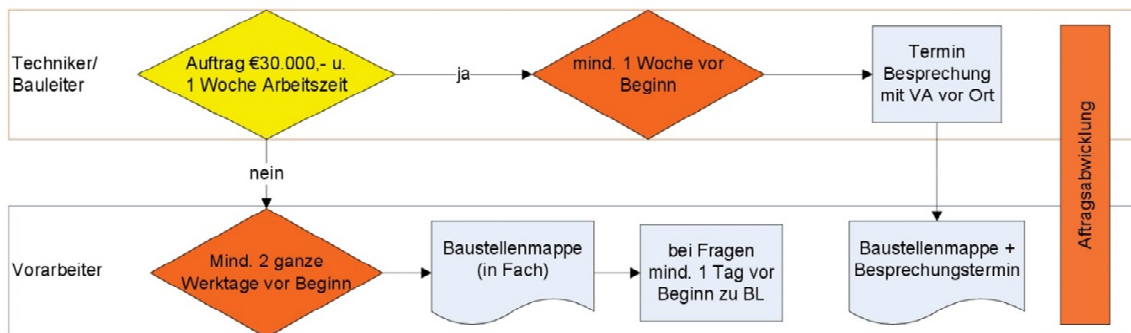 Techniker/
Bauleiter
Auftrag €30.000,- u.
1 Woche Arbeitszeit
ja
mind. 1 Woche vor
Beginn
Termin
Besprechung
mit VA vor Ort
Aftragsabwicklung
nein
Vorarbeiter
Mind. 2 ganze
Werktage vor Beginn
Baustellenmappe
(in Fach)
bei Fragen
mind. 1 Tag vor
Beginn zu BL
Baustellenmappe +
Besprechungstermin